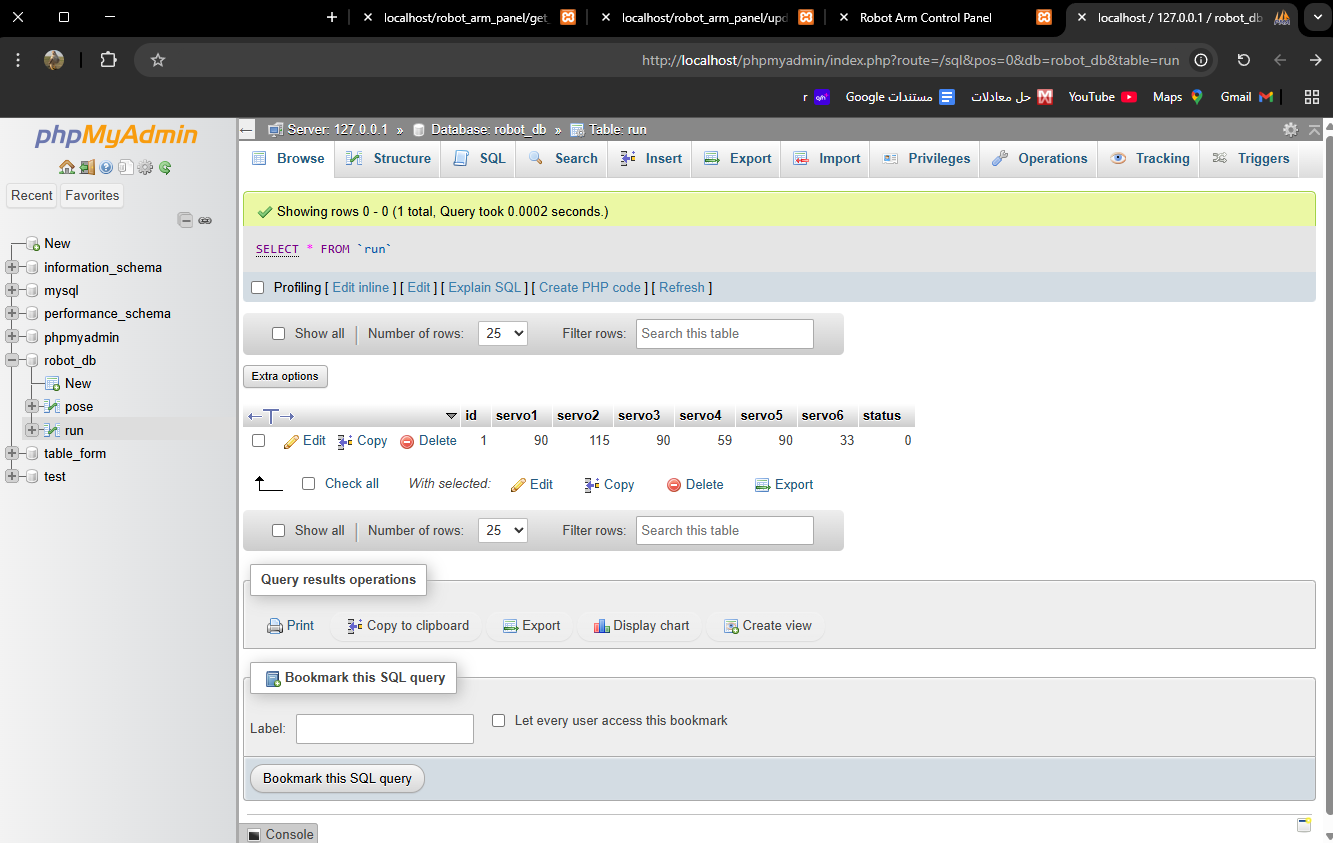 localhost/robot_arm_panel/get_
localhost/robot_arm_panel/upd
Robot Arm Control Panel
localhost / 127.0.0.1 / robot_db
http://localhost/phpmyadmin/index.php?route=/sql&pos=0&db=robot_db&table=run
r
مستندات Google
حل معادلات
YouTube
Maps
Gmail
phpMyAdmin
Recent
Favorites
New
information_schema
mysql
performance_schema
phpmyadmin
robot_db
New
pose
run
table_form
test
Server: 127.0.0.1 » Database: robot_db » Table: run
Browse Structure SQL Search Insert Export Import Privileges Operations Tracking Triggers
Showing rows 0 - 0 (1 total, Query took 0.0002 seconds.)
SELECT * FROM `run`
Profiling [ Edit inline ] [ Edit ] [ Explain SQL ] [ Create PHP code ] [ Refresh ]
Show all | Number of rows: 25 Filter rows: Search this table
Extra options
←T→ id servo1 servo2 servo3 servo4 servo5 servo6 status
Edit Copy Delete 1 90 115 90 59 90 33 0
Check all With selected: Edit Copy Delete Export
Show all | Number of rows: 25 Filter rows: Search this table
Query results operations
Print Copy to clipboard Export Display chart Create view
Bookmark this SQL query
Label: Let every user access this bookmark
Bookmark this SQL query
Console